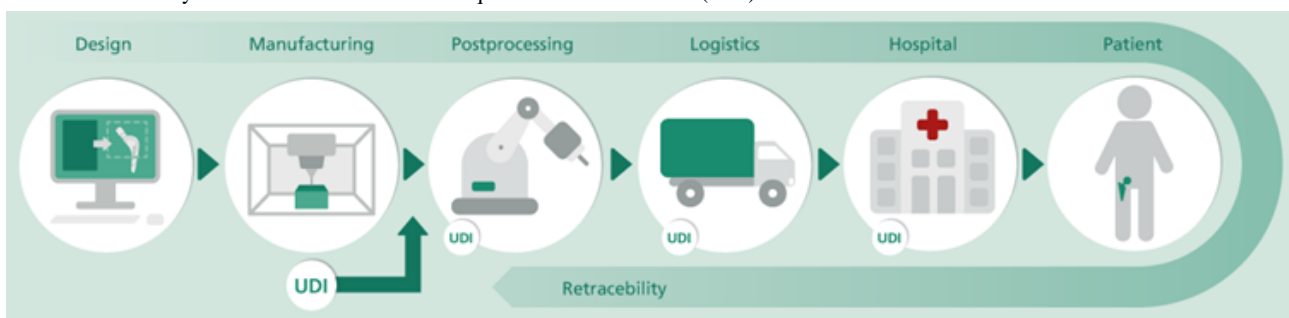 Design
Manufacturing
Postprocessing
Logistics
Hospital
Patient
UDI
UDI
UDI
UDI
Retracebility